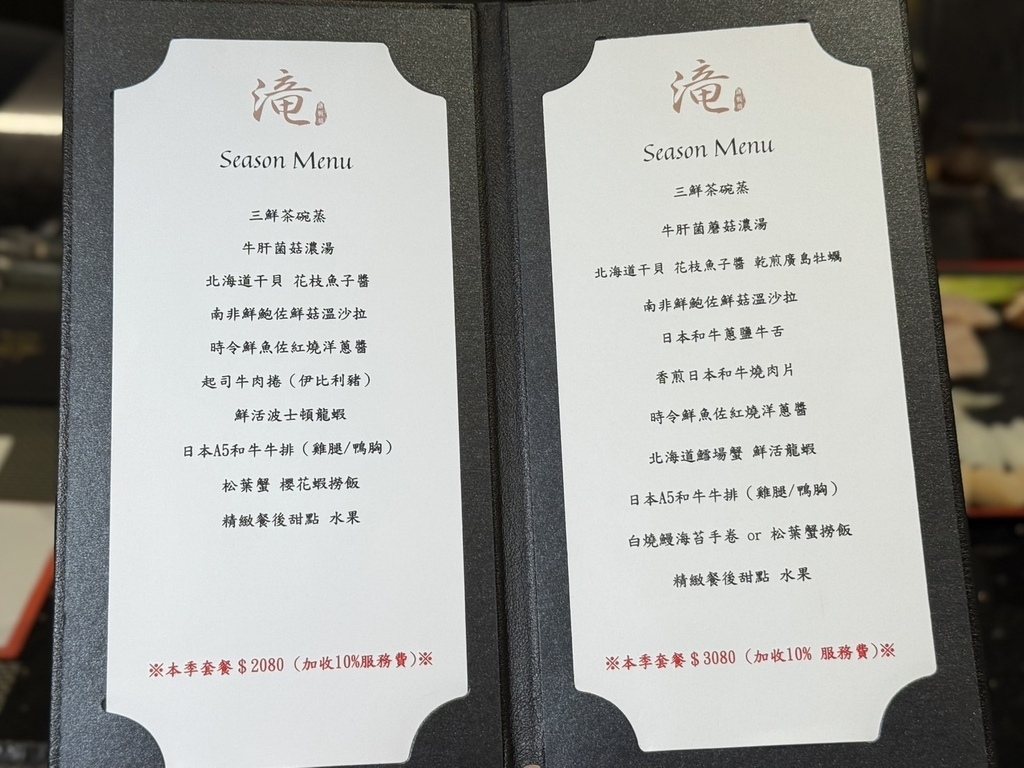 滝
Season Menu
三鮮茶碗蒸
牛肝菌菇濃湯
北海道干貝 花枝魚子醬
南非鮮鮑佐鮮菇溫沙拉
時令鮮魚佐紅燒洋蔥醬
起司牛肉捲（伊比利豬）
鮮活波士頓龍蝦
日本A5和牛牛排（雞腿/鴨胸）
松葉蟹 櫻花蝦撈飯
精緻餐後甜點 水果
※本季套餐＄2080（加收10%服務費）※
滝
Season Menu
三鮮茶碗蒸
牛肝菌蘑菇濃湯
北海道干貝 花枝魚子醬 乾煎廣島牡蠣
南非鮮鮑佐鮮菇溫沙拉
日本和牛蔥鹽牛舌
香煎日本和牛燒肉片
時令鮮魚佐紅燒洋蔥醬
北海道鱈場蟹 鮮活龍蝦
日本A5和牛牛排（雞腿/鴨胸）
白燒鰻海苔手卷 or 松葉蟹撈飯
精緻餐後甜點 水果
※本季套餐＄3080（加收10% 服務費）※